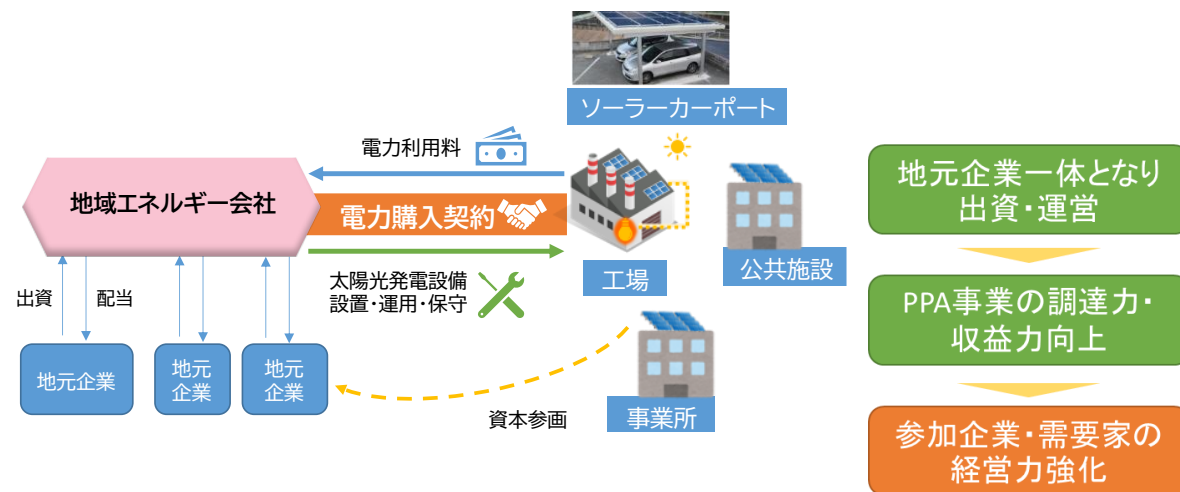 ソーラーカーポート
電力利用料
地域エネルギー会社
電力購入契約
太陽光発電設備
設置・運用・保守
工場
公共施設
出資
配当
地元企業
地元
企業
地元
企業
資本参画
事業所
地元企業一体となり
出資・運営
PPA事業の調達力・
収益力向上
参加企業・需要家の
経営力強化